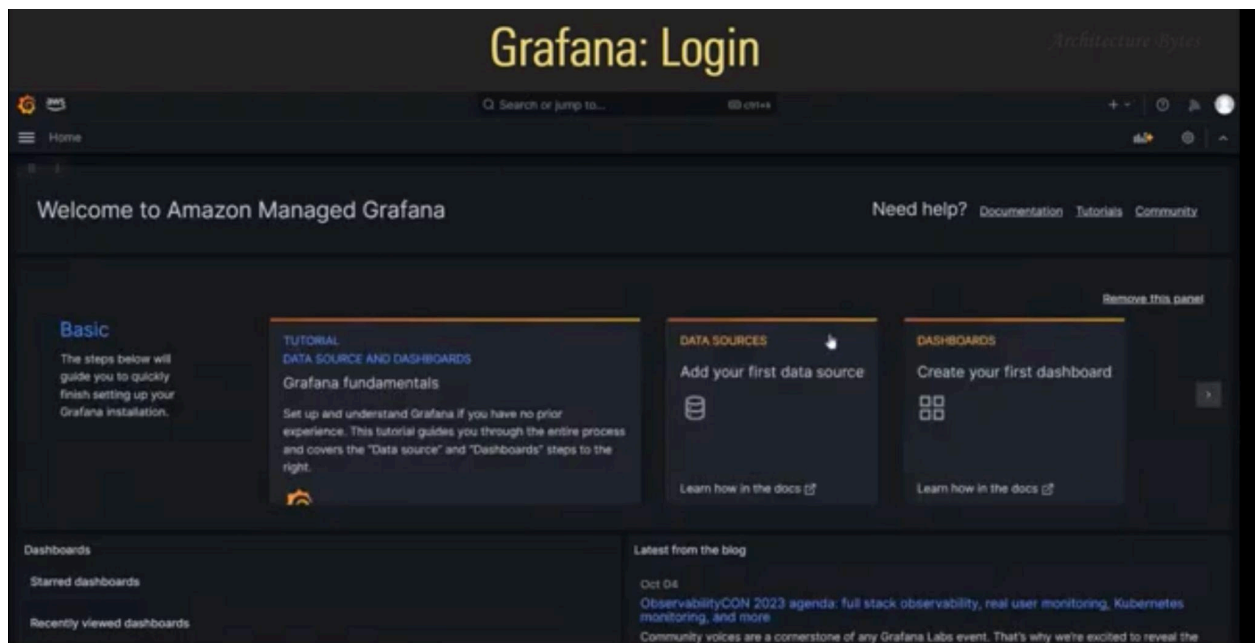 Grafana: Login
Architecture Bytes
aws
Search or jump to...
ctrl+k
Home
Welcome to Amazon Managed Grafana
Need help? Documentation Tutorials Community
Remove this panel
Basic
The steps below will
guide you to quickly
finish setting up your
Grafana installation.
TUTORIAL
DATA SOURCE AND DASHBOARDS
Grafana fundamentals
Set up and understand Grafana if you have no prior
experience. This tutorial guides you through the entire process
and covers the "Data source" and "Dashboards" steps to the
right.
DATA SOURCES
Add your first data source
Learn how in the docs
DASHBOARDS
Create your first dashboard
Learn how in the docs
Dashboards
Starred dashboards
Recently viewed dashboards
Latest from the blog
Oct 04
ObservabilityCON 2023 agenda: full stack observability, real user monitoring, Kubernetes
monitoring, and more
Community voices are a cornerstone of any Grafana Labs event. That's why we're excited to reveal the